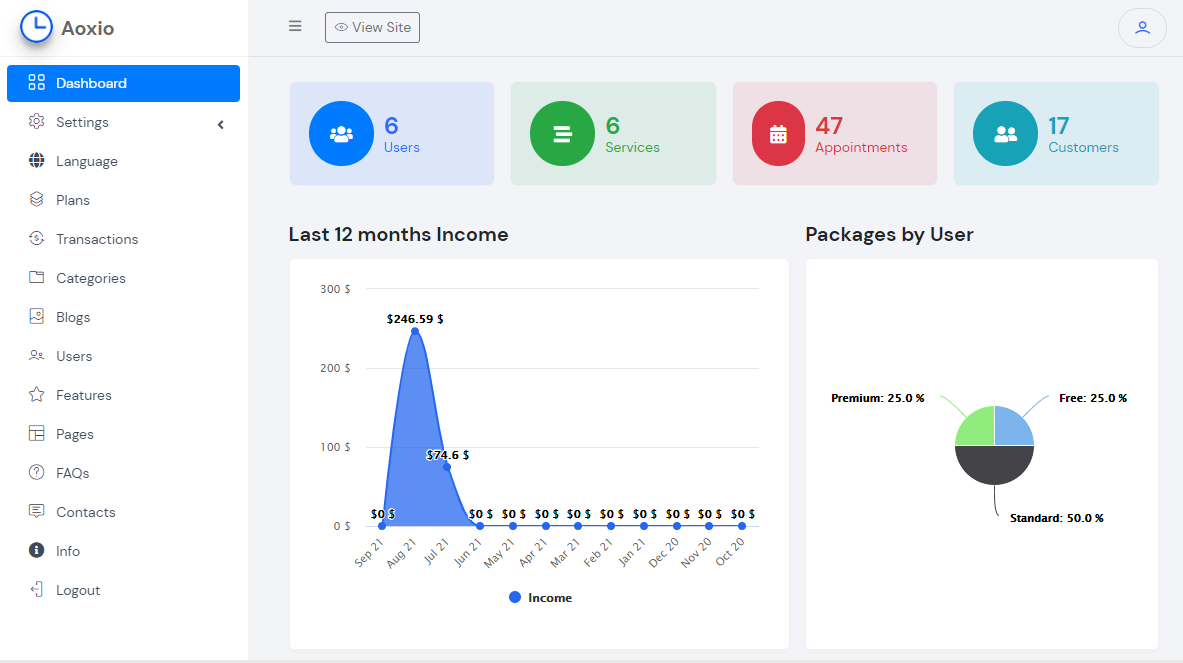 Aoxio
View Site
Dashboard
Settings
Language
Plans
Transactions
Categories
Blogs
Users
Features
Pages
FAQs
Contacts
Info
Logout
6
Users
6
Services
47
Appointments
17
Customers
Last 12 months Income
300 $
200 $
100 $
0 $
$246.59 $
$74.6 $
$0 $
$0 $
$0 $
$0 $
$0 $
$0 $
$0 $
$0 $
$0 $
$0 $
Sep 21
Aug 21
Jul 21
Jun 21
May 21
Apr 21
Mar 21
Feb 21
Jan 21
Dec 20
Nov 20
Oct 20
Income
Packages by User
Premium: 25.0 %
Free: 25.0 %
Standard: 50.0 %